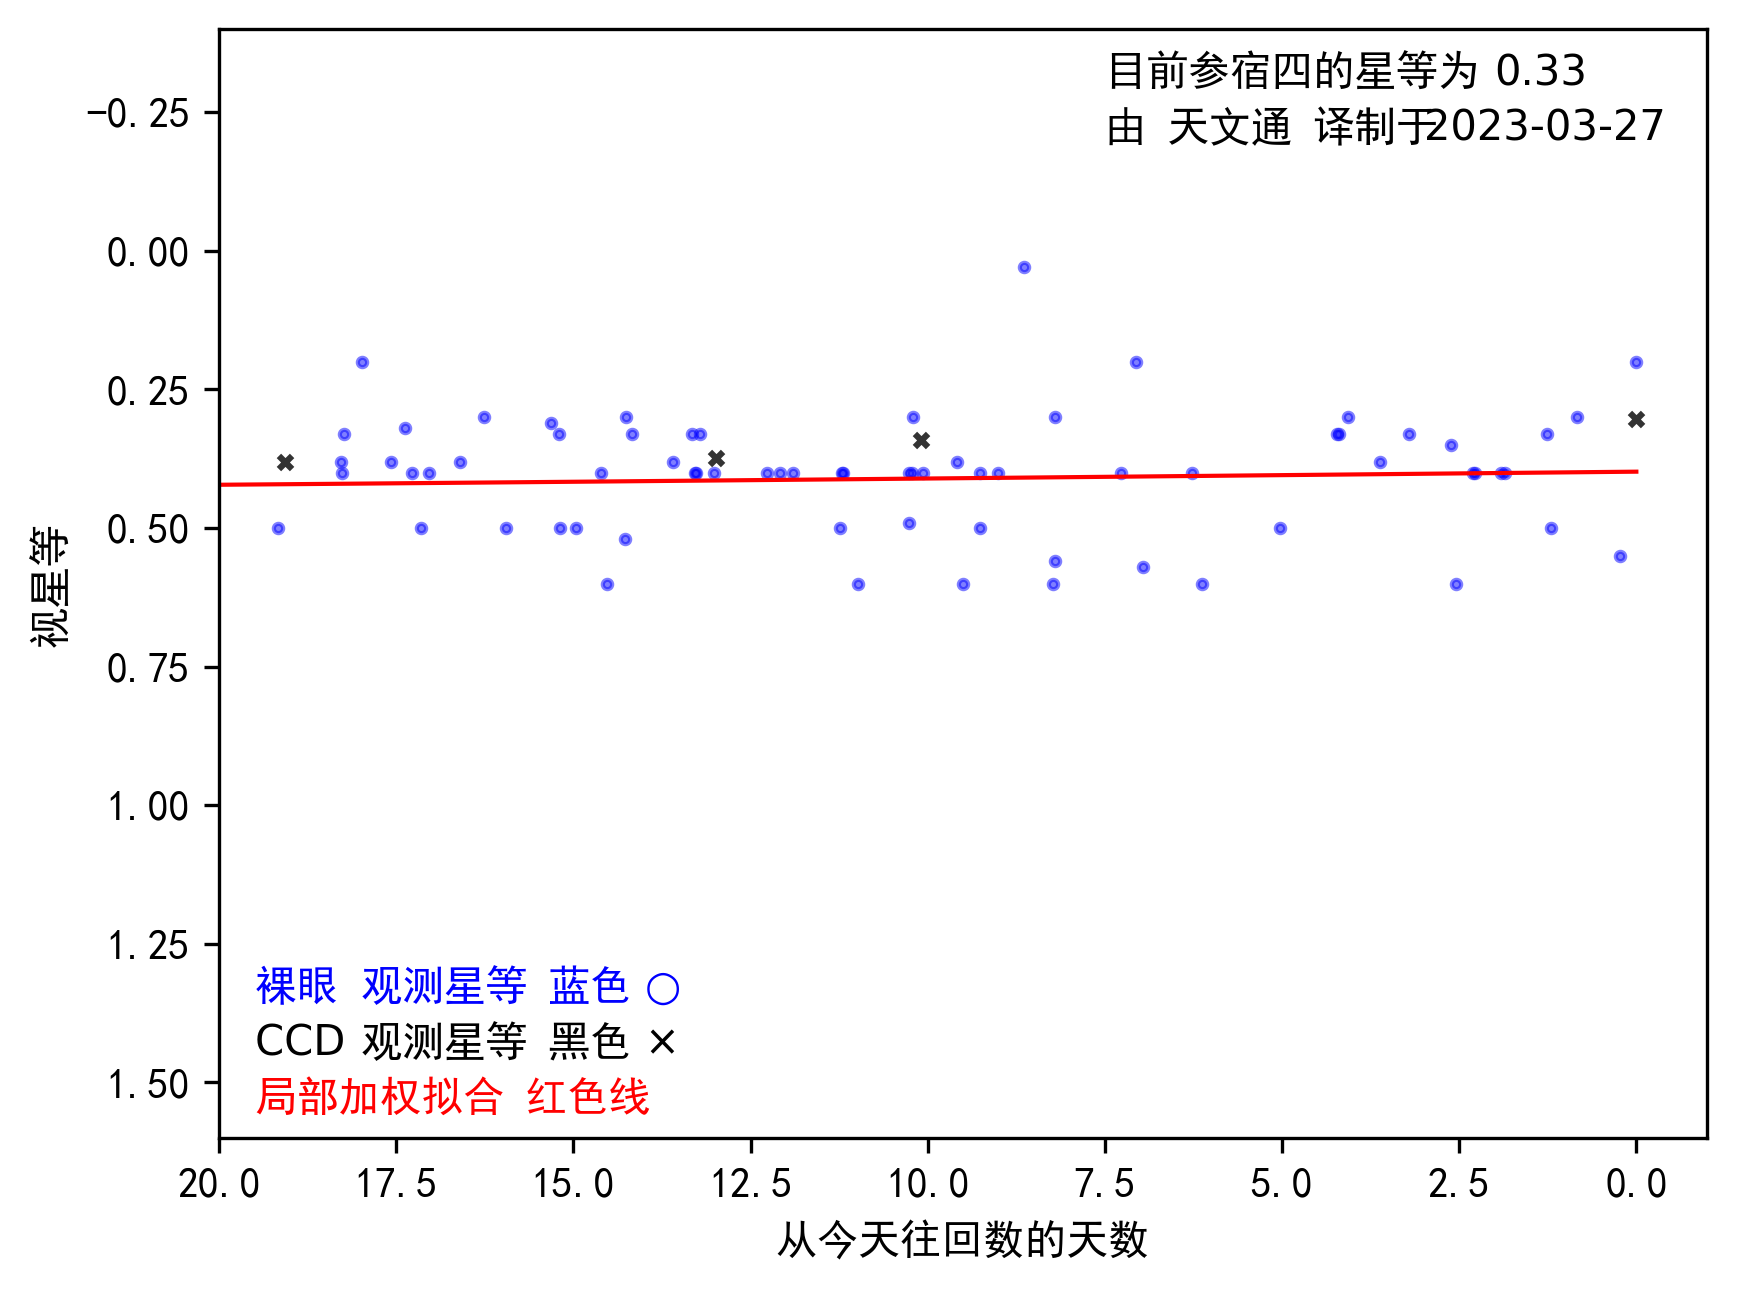 目前参宿四的星等为 0.33
由 天文通 译制于2023-03-27
视星等
−0.25
0.00
0.25
0.50
0.75
1.00
1.25
1.50
裸眼 观测星等 蓝色 ○
CCD 观测星等 黑色 ×
局部加权拟合 红色线
20.0 17.5 15.0 12.5 10.0 7.5 5.0 2.5 0.0
从今天往回数的天数